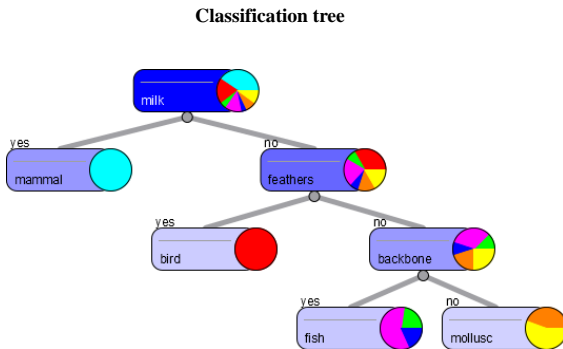 Classification tree
milk
yes
no
mammal
feathers
yes
no
bird
backbone
yes
no
fish
mollusc